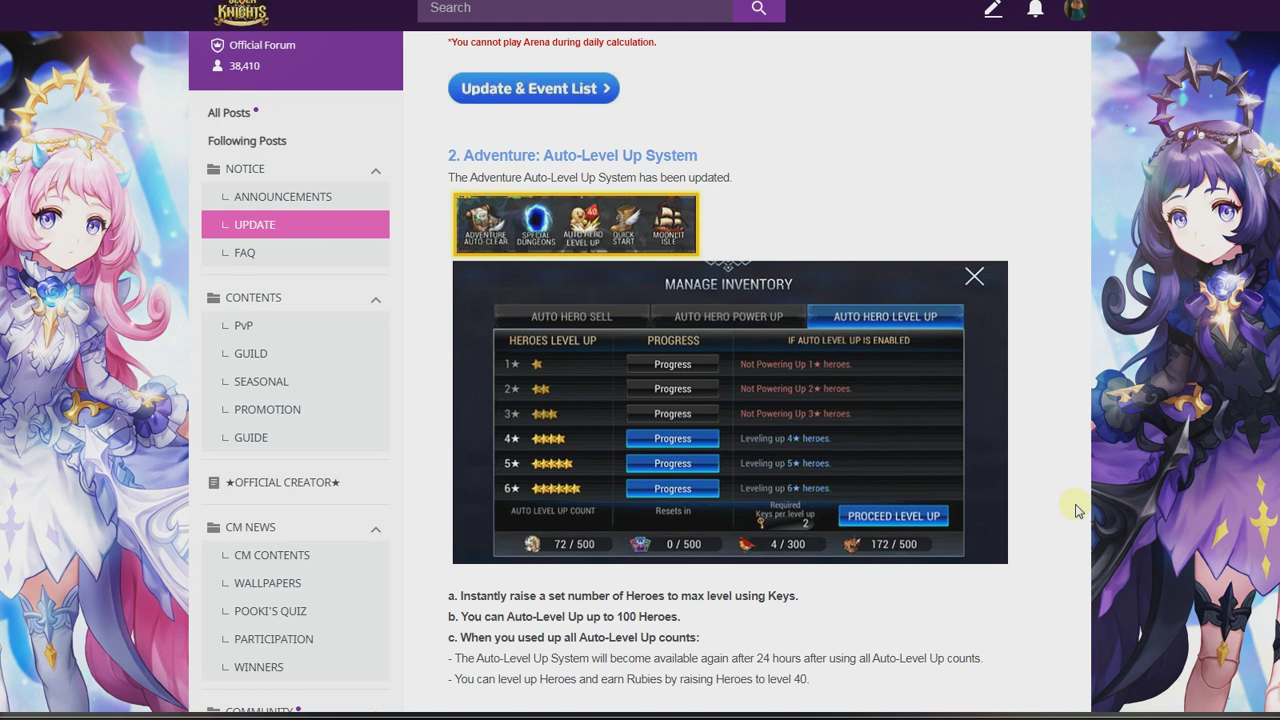 SEVEN KNIGHTS
Search
Official Forum
38,410
All Posts
Following Posts
NOTICE
ANNOUNCEMENTS
UPDATE
FAQ
CONTENTS
PvP
GUILD
SEASONAL
PROMOTION
GUIDE
★OFFICIAL CREATOR★
CM NEWS
CM CONTENTS
WALLPAPERS
POOKI'S QUIZ
PARTICIPATION
WINNERS
COMMUNITY
*You cannot play Arena during daily calculation.
Update & Event List >
2. Adventure: Auto-Level Up System
The Adventure Auto-Level Up System has been updated.
ADVENTURE AUTO-CLEAR
SPECIAL DUNGEONS
40
AUTO HERO LEVEL UP
QUICK START
MOONLIT ISLE
MANAGE INVENTORY
AUTO HERO SELL AUTO HERO POWER UP AUTO HERO LEVEL UP
HEROES LEVEL UP PROGRESS IF AUTO LEVEL UP IS ENABLED
1★ Progress Not Powering Up 1★ heroes.
2★ Progress Not Powering Up 2★ heroes.
3★ Progress Not Powering Up 3★ heroes.
4★ Progress Leveling up 4★ heroes.
5★ Progress Leveling up 5★ heroes.
6★ Progress Leveling up 6★ heroes.
AUTO LEVEL UP COUNT Resets in Required Keys per level up 2 PROCEED LEVEL UP
72 / 500 0 / 500 4 / 300 172 / 500
a. Instantly raise a set number of Heroes to max level using Keys.
b. You can Auto-Level Up up to 100 Heroes.
c. When you used up all Auto-Level Up counts:
- The Auto-Level Up System will become available again after 24 hours after using all Auto-Level Up counts.
- You can level up Heroes and earn Rubies by raising Heroes to level 40.